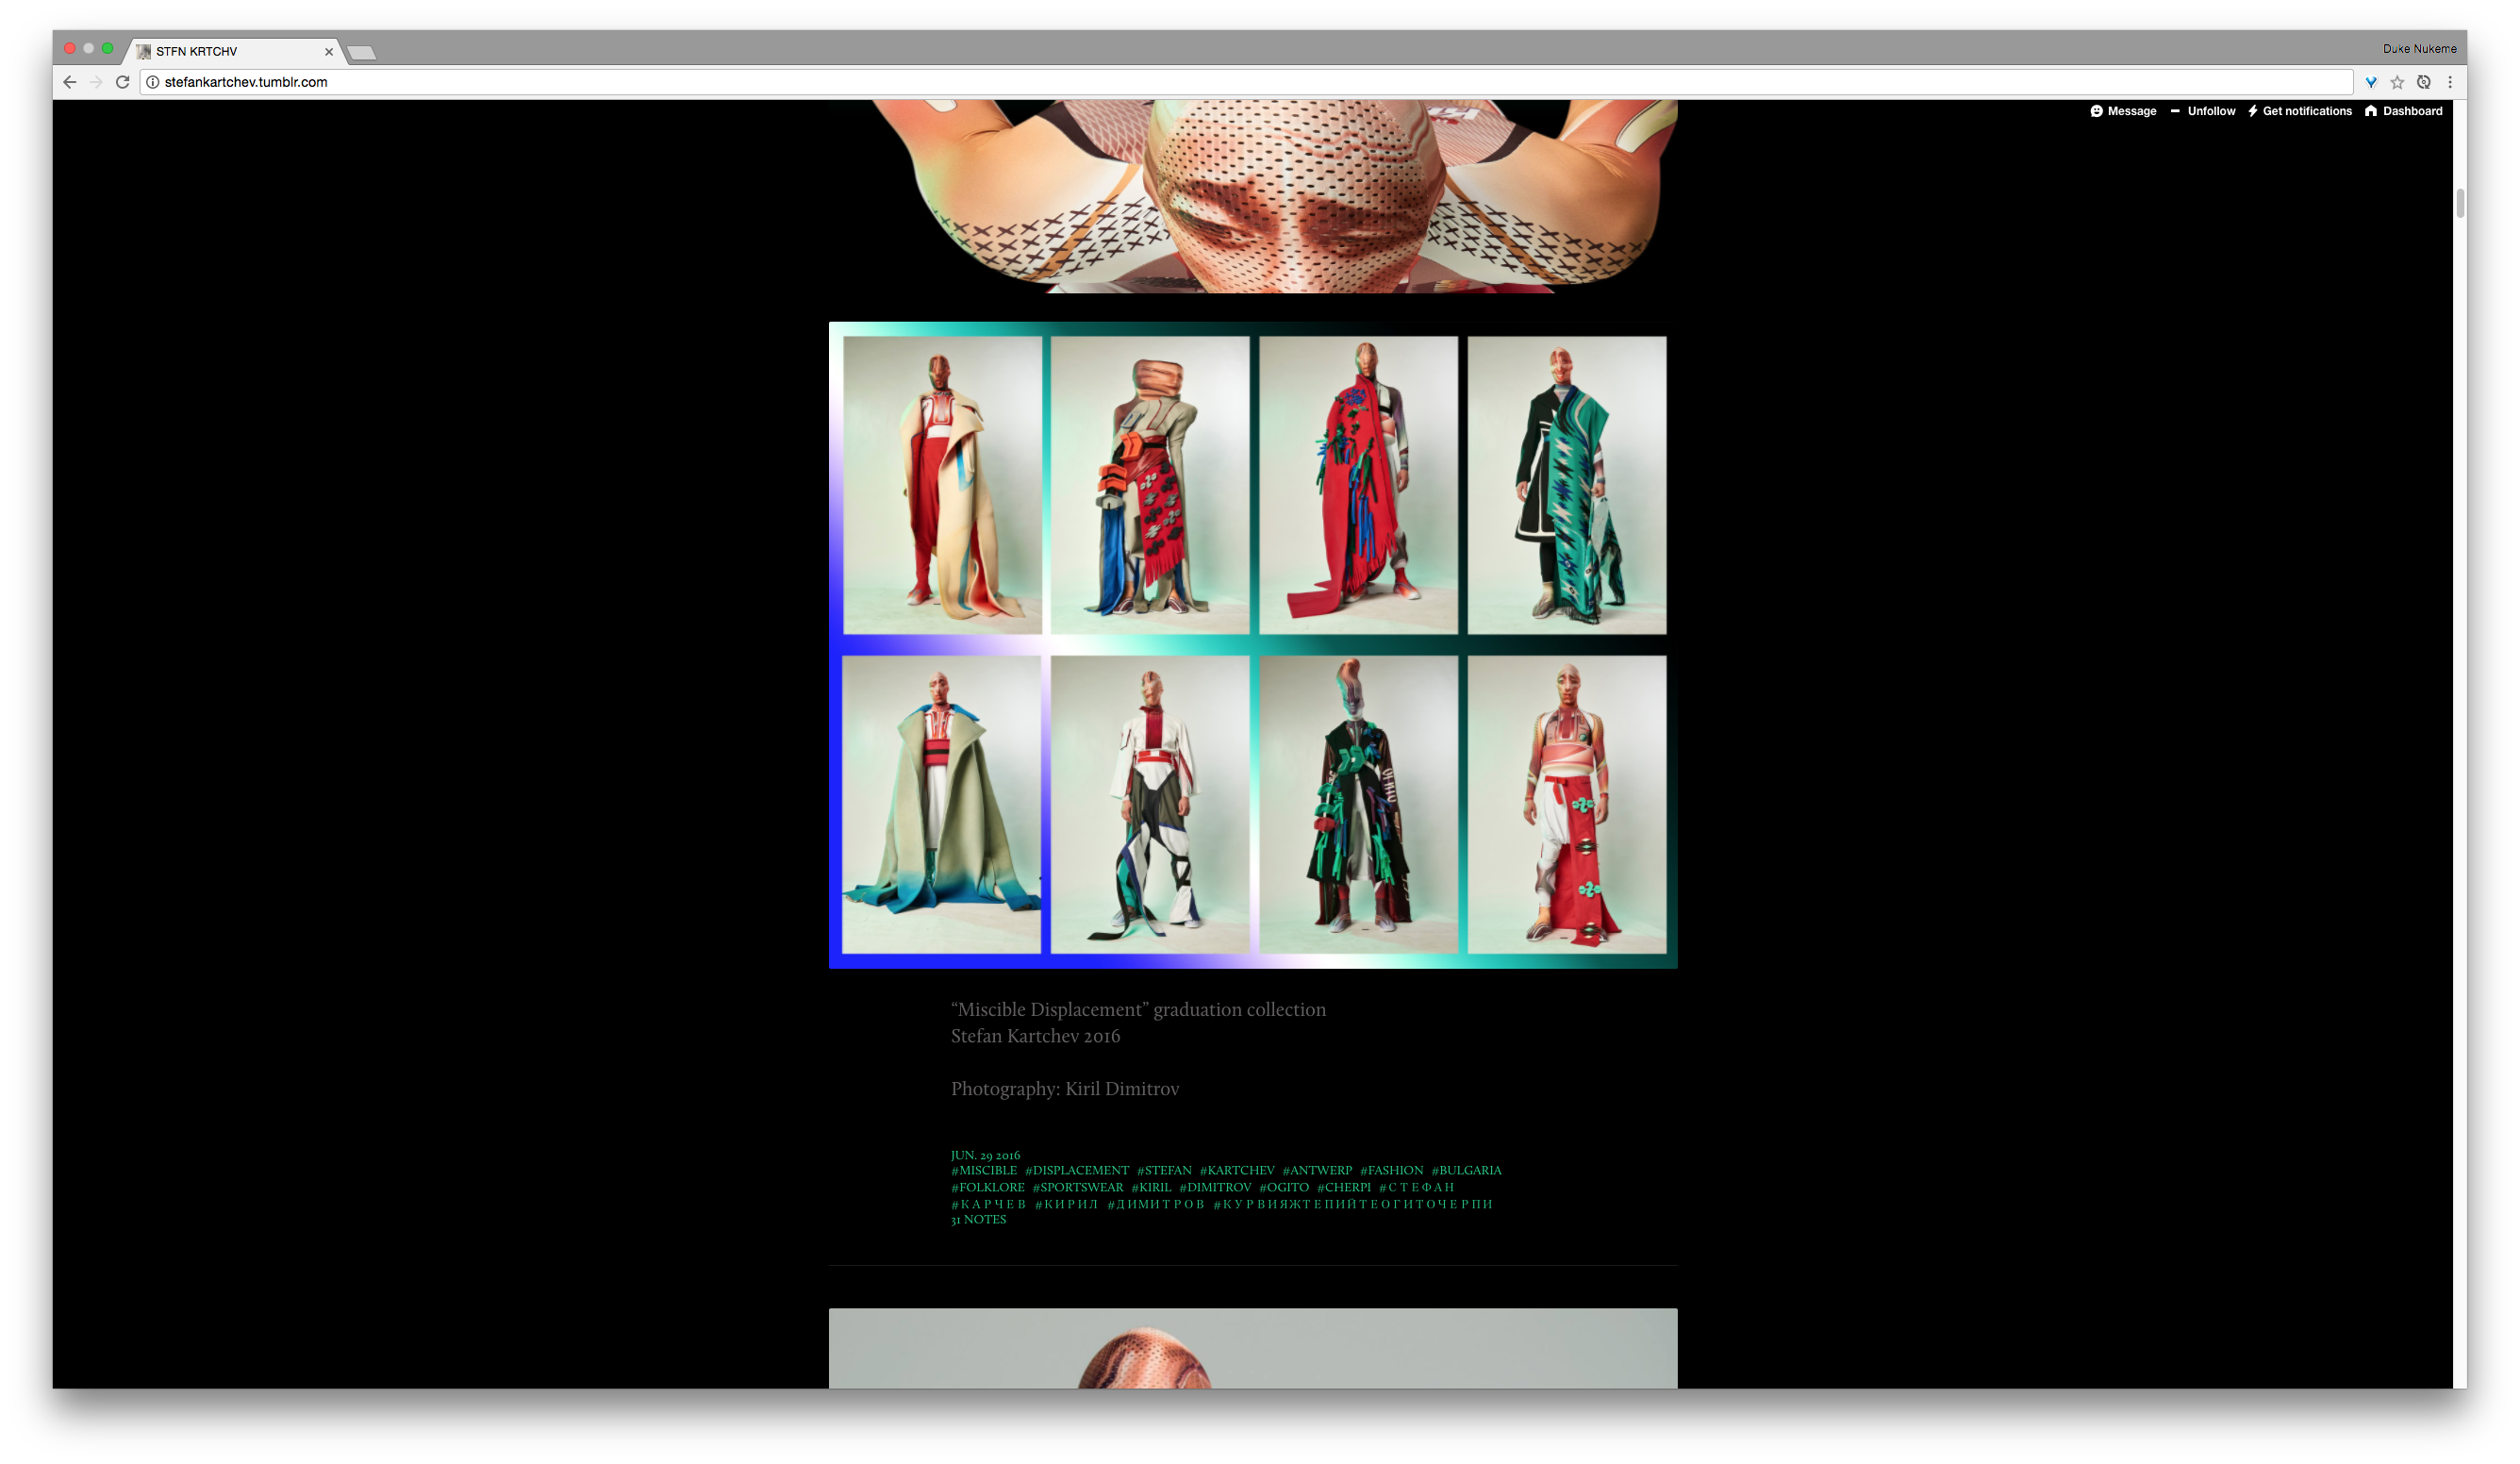 STFN KRTCHV
Duke Nukeme
stefankartchev.tumblr.com
Message Unfollow Get notifications Dashboard
“Miscible Displacement” graduation collection
Stefan Kartchev 2016
Photography: Kiril Dimitrov
JUN. 29 2016
#MISCIBLE #DISPLACEMENT #STEFAN #KARTCHEV #ANTWERP #FASHION #BULGARIA
#FOLKLORE #SPORTSWEAR #KIRIL #DIMITROV #OGITO #CHERPI #СТЕФАН
#КАРЧЕВ #КИРИЛ #ДИМИТРОВ #КУРВИЯЖТЕПИЙТЕОГИТОЧЕРПИ
31 NOTES